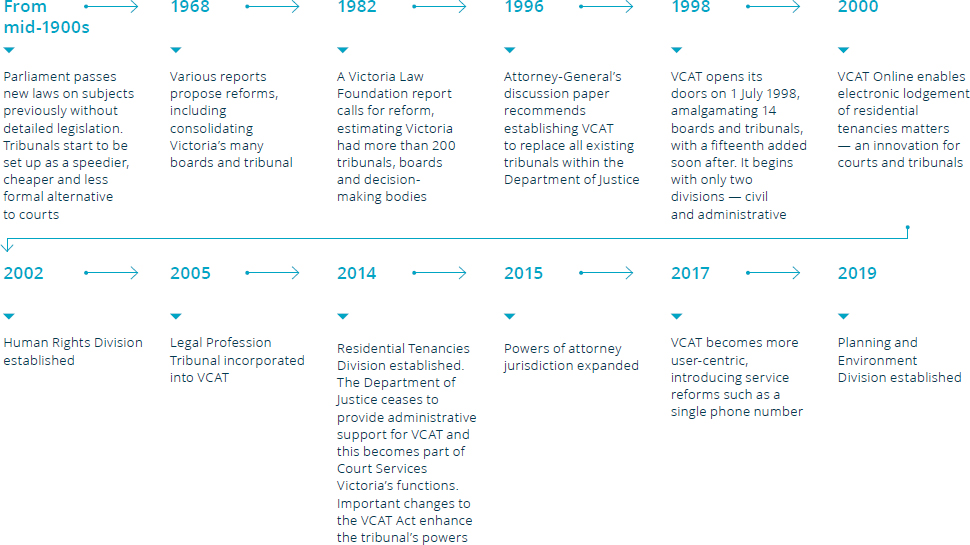 From
mid-1900s
Parliament passes
new laws on subjects
previously without
detailed legislation.
Tribunals start to be
set up as a speedier,
cheaper and less
formal alternative
to courts
1968
Various reports
propose reforms,
including
consolidating
Victoria's many
boards and tribunal
1982
A Victoria Law
Foundation report
calls for reform,
estimating Victoria
had more than 200
tribunals, boards
and decision-
making bodies
1996
Attorney-General's
discussion paper
recommends
establishing VCAT
to replace all existing
tribunals within the
Department of Justice
1998
VCAT opens its
doors on 1 July 1998,
amalgamating 14
boards and tribunals,
with a fifteenth added
soon after. It begins
with only two
divisions — civil
and administrative
2000
VCAT Online enables
electronic lodgement
of residential
tenancies matters
— an innovation for
courts and tribunals
2002
Human Rights Division
established
2005
Legal Profession
Tribunal incorporated
into VCAT
2014
Residential Tenancies
Division established.
The Department of
Justice ceases to
provide administrative
support for VCAT and
this becomes part of
Court Services
Victoria's functions.
Important changes to
the VCAT Act enhance
the tribunal's powers
2015
Powers of attorney
jurisdiction expanded
2017
VCAT becomes more
user-centric,
introducing service
reforms such as a
single phone number
2019
Planning and
Environment
Division established